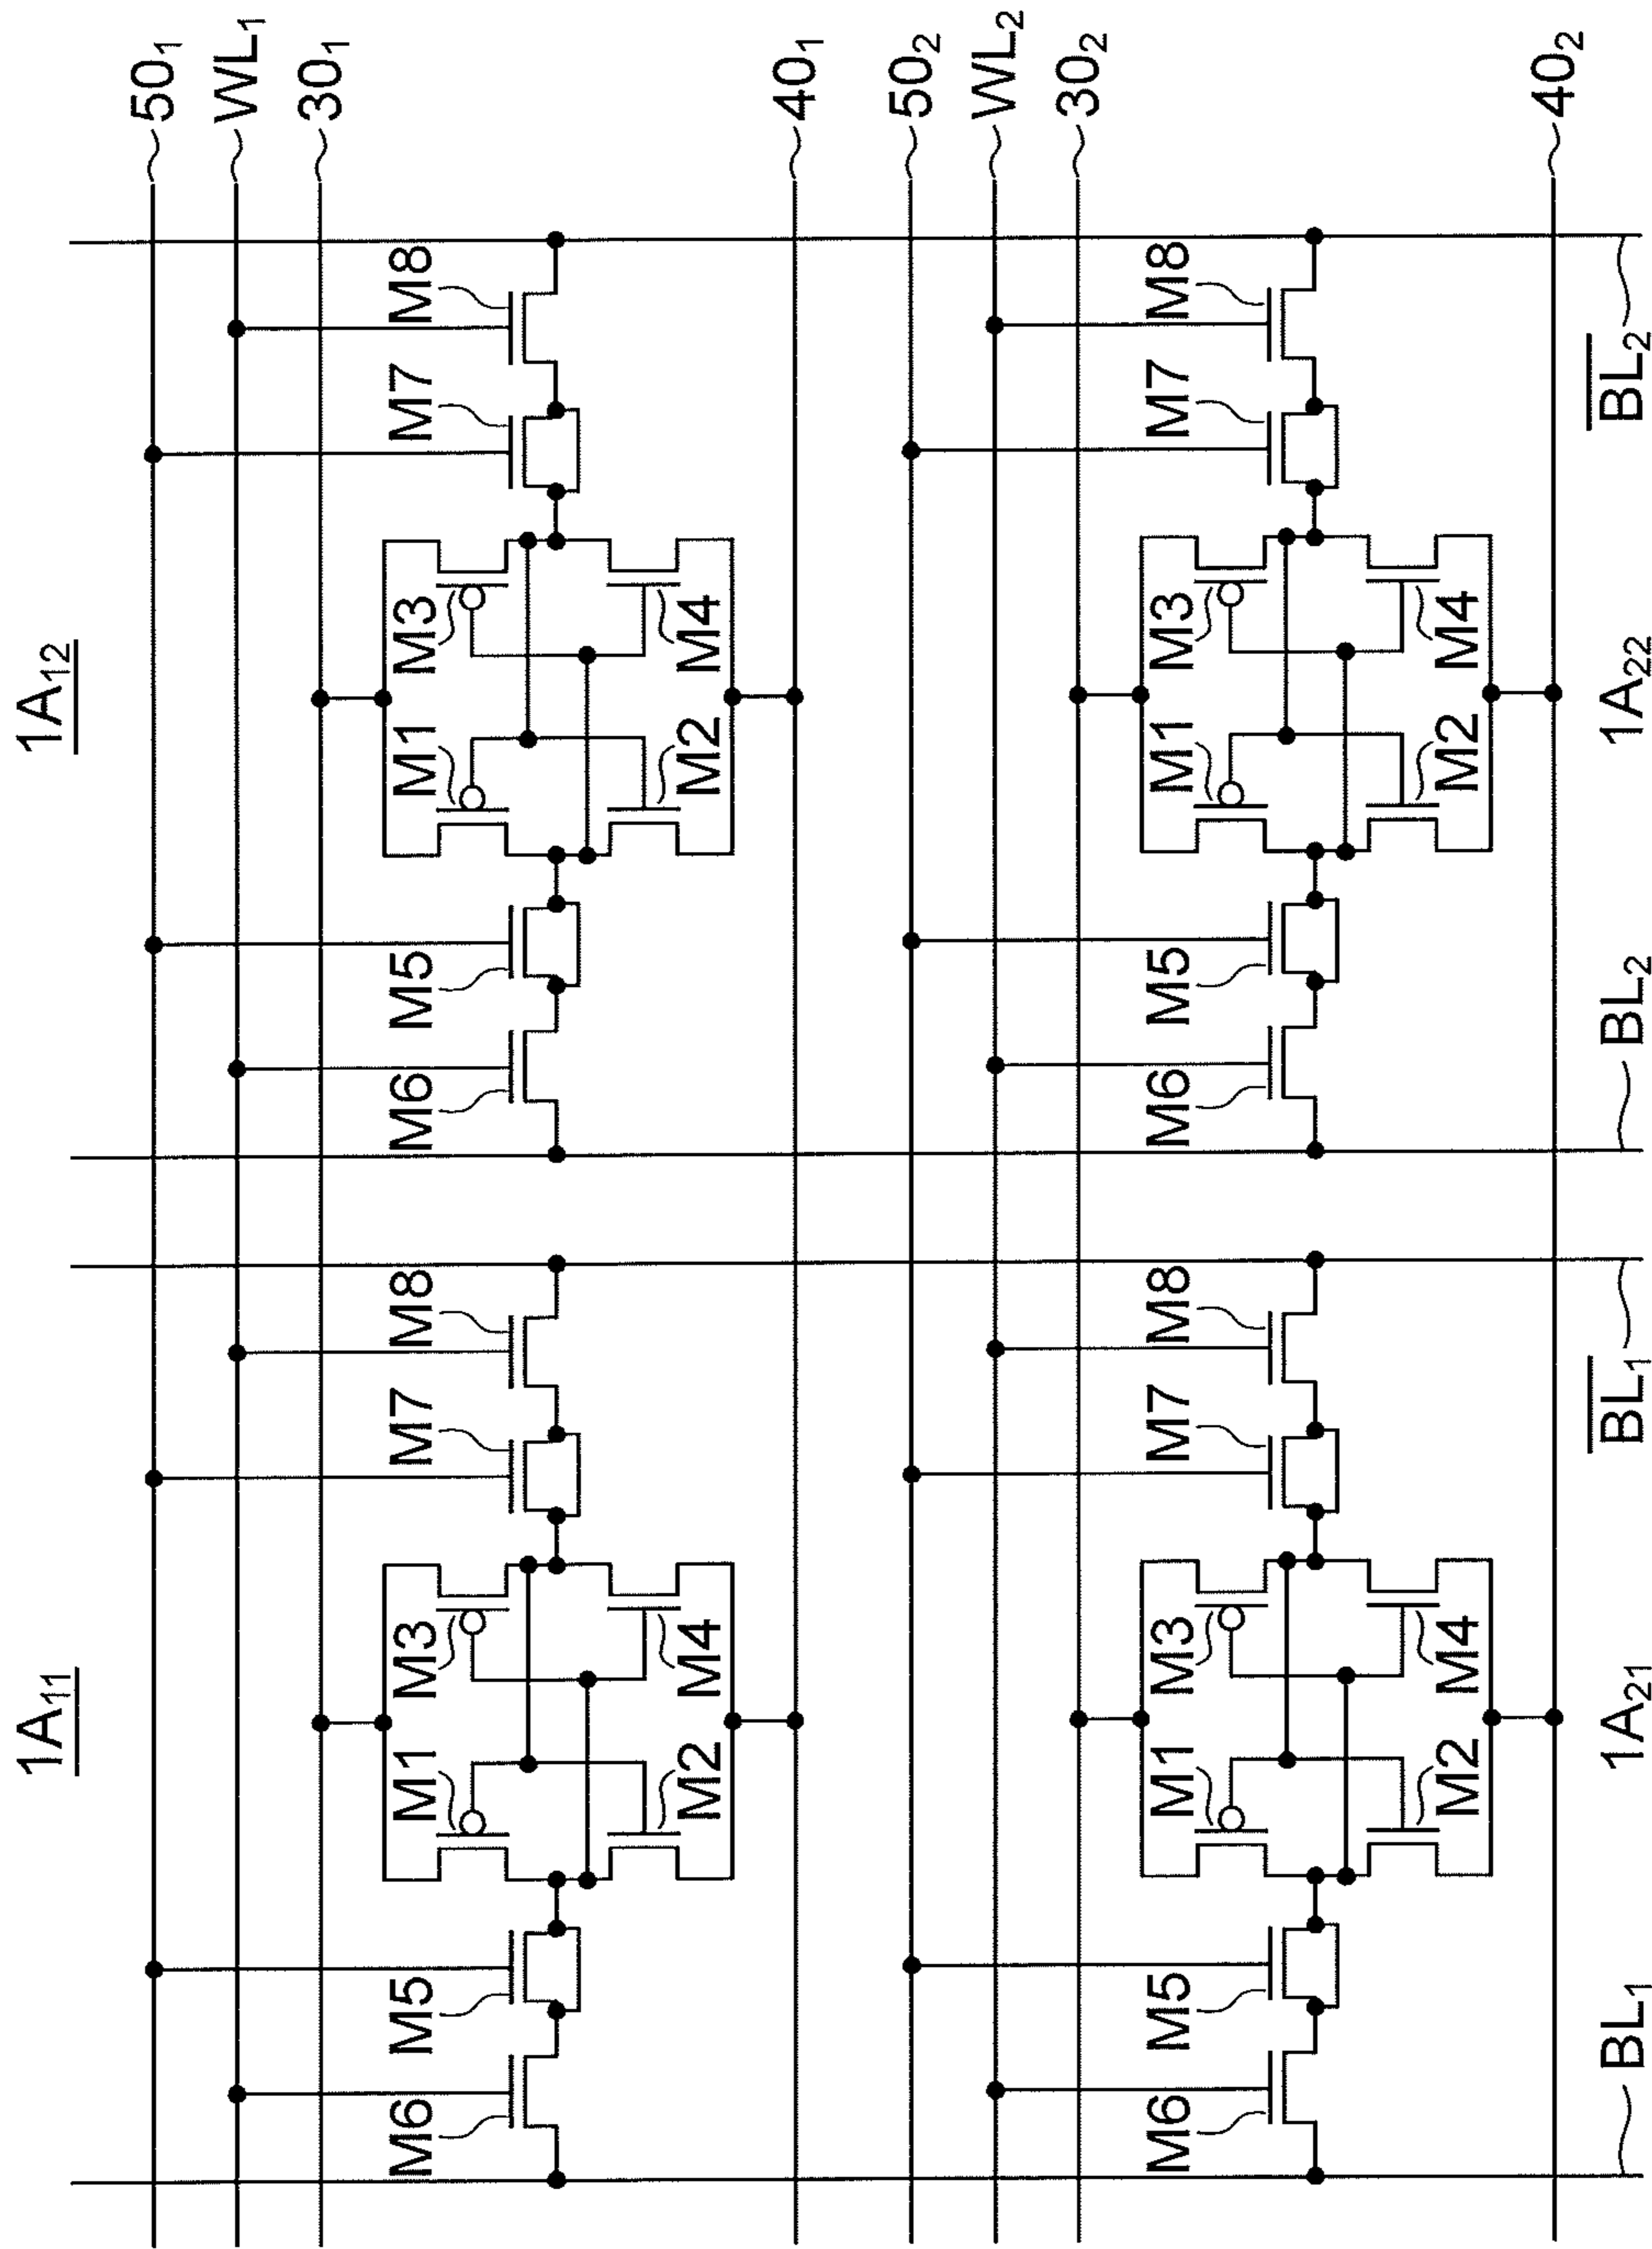 1A₁₁
1A₁₂
50₁
WL₁
30₁
M6 M5 M1 M3 M7 M8 M6 M5 M1 M3 M7 M8
M2 M4 M2 M4
40₁
50₂
WL₂
30₂
M6 M5 M1 M3 M7 M8 M6 M5 M1 M3 M7 M8
M2 M4 M2 M4
40₂
BL₁ 1A₂₁ B̅L̅₁ BL₂ 1A₂₂ B̅L̅₂